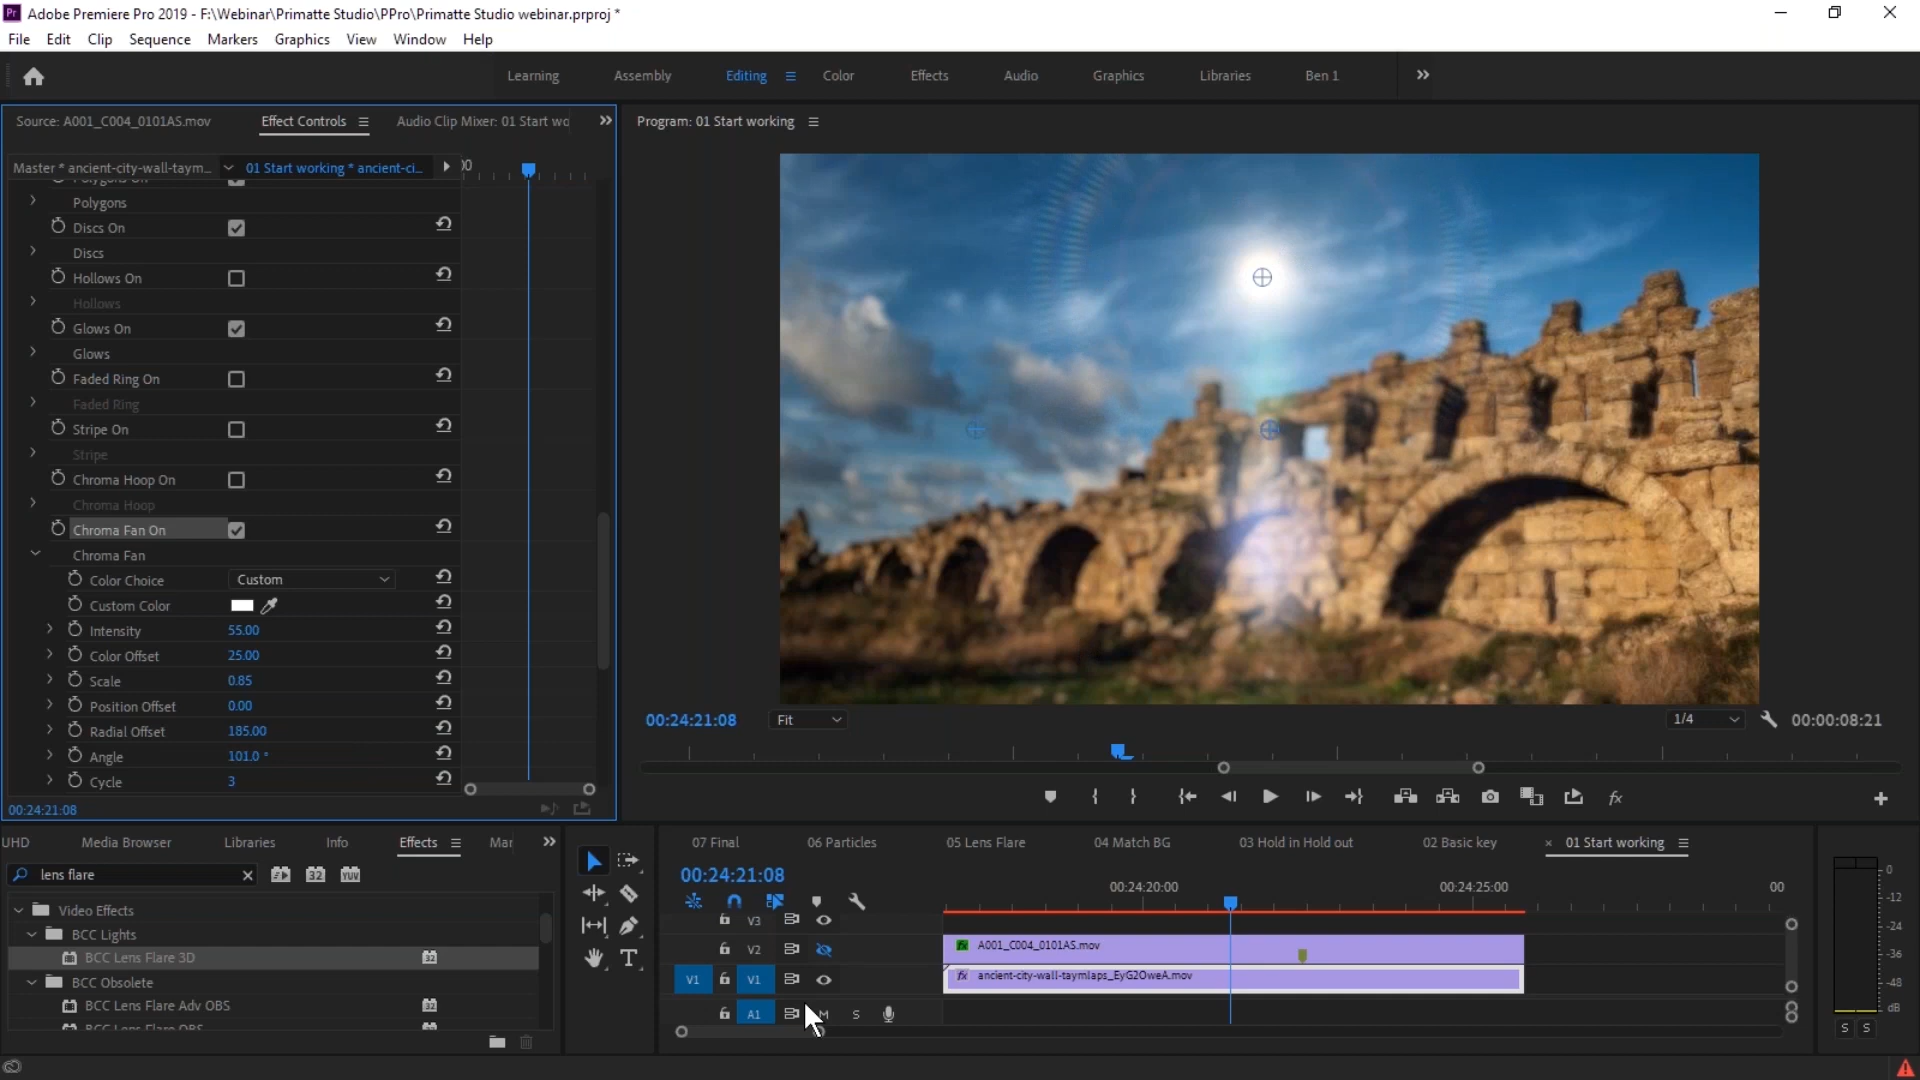 Adobe Premiere Pro 2019 - F:\Webinar\Primatte Studio\PPro\Primatte Studio webinar.prproj *
File Edit Clip Sequence Markers Graphics View Window Help
Learning Assembly Editing Color Effects Audio Graphics Libraries Ben 1
Source: A001_C004_0101AS.mov Effect Controls Audio Clip Mixer: 01 Start wo
Program: 01 Start working
Master * ancient-city-wall-taym... 01 Start working * ancient-ci...
Polygons On
Polygons
Discs On
Discs
Hollows On
Hollows
Glows On
Glows
Faded Ring On
Faded Ring
Stripe On
Stripe
Chroma Hoop On
Chroma Hoop
Chroma Fan On
Chroma Fan
Color Choice Custom
Custom Color
Intensity 55.00
Color Offset 25.00
Scale 0.85
Position Offset 0.00
Radial Offset 185.00
Angle 101.0 °
Cycle 3
00:24:21:08
00:24:21:08 Fit 1/4 00:00:08:21
UHD Media Browser Libraries Info Effects Mar
lens flare
Video Effects
BCC Lights
BCC Lens Flare 3D
BCC Obsolete
BCC Lens Flare Adv OBS
BCC Lens Flare OBS
07 Final 06 Particles 05 Lens Flare 04 Match BG 03 Hold in Hold out 02 Basic key × 01 Start working
00:24:21:08
00:24:20:00 00:24:25:00 00
V3
V2 fx A001_C004_0101AS.mov
V1 V1 fx ancient-city-wall-taymlaps_EyG2OweA.mov
A1 M S
0
-12
-24
-36
-48
dB
S S